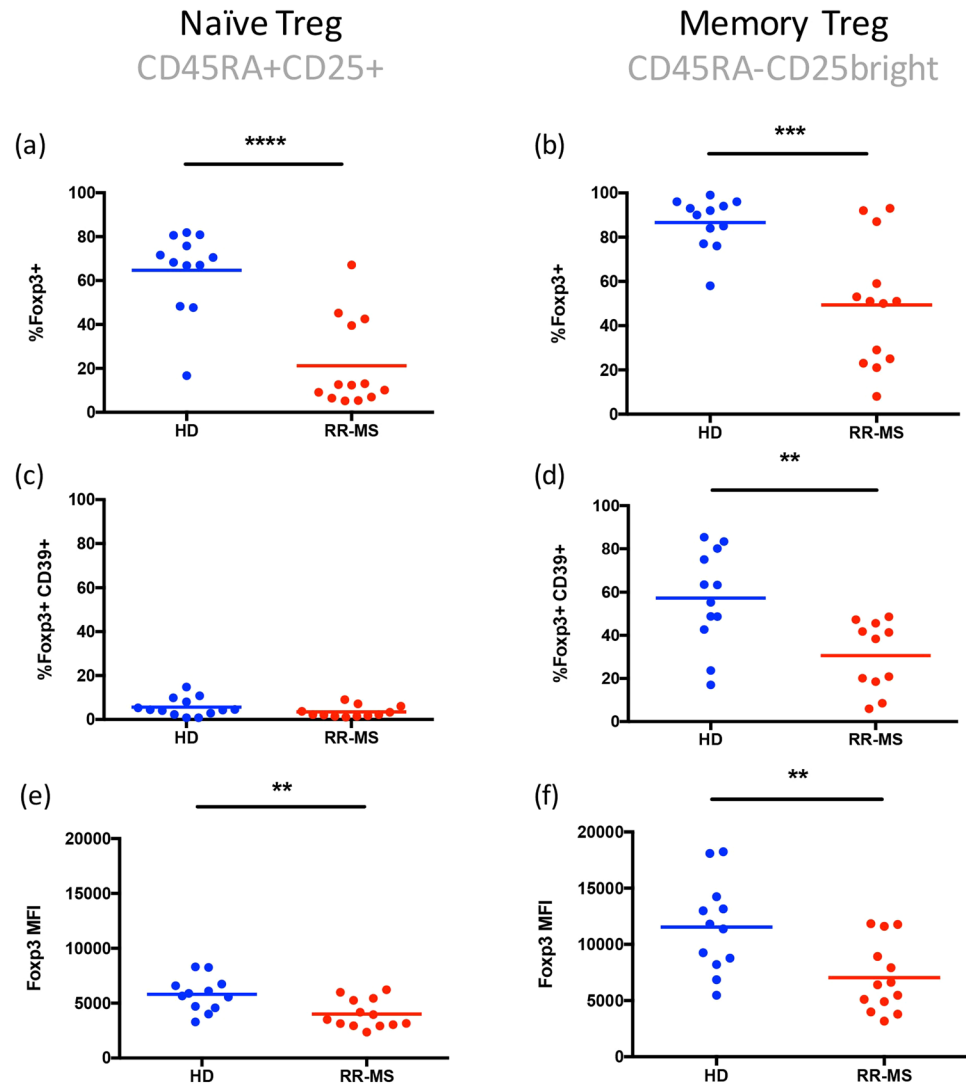 Naïve Treg
CD45RA+CD25+
Memory Treg
CD45RA-CD25bright
(a)
****
100
80
60
40
20
0
%Foxp3+
HD
RR-MS
(b)
***
100
80
60
40
20
0
%Foxp3+
HD
RR-MS
(c)
100
80
60
40
20
0
%Foxp3+ CD39+
HD
RR-MS
(d)
**
100
80
60
40
20
0
%Foxp3+ CD39+
HD
RR-MS
(e)
**
20000
15000
10000
5000
0
Foxp3 MFI
HD
RR-MS
(f)
**
20000
15000
10000
5000
0
Foxp3 MFI
HD
RR-MS